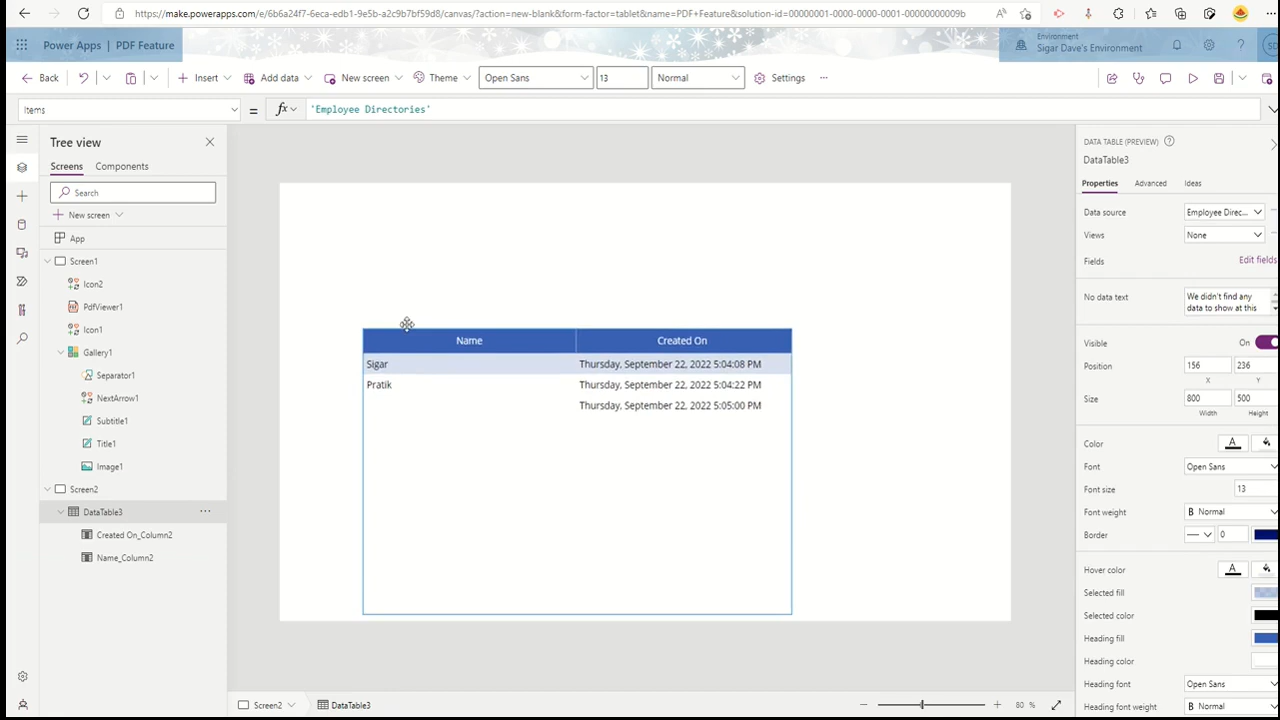 https://make.powerapps.com/e/6b6a24f7-6eca-edb1-9e5b-a2c9b7bf59d8/canvas/?action=new-blank&form-factor=tablet&name=PDF+Feature&solution-id=00000001-0000-0000-0001-00000000009b
Power Apps | PDF Feature
Environment
Sigar Dave's Environment
Back
Insert
Add data
New screen
Theme
Open Sans
13
Normal
Settings
Items
= fx 'Employee Directories'
Tree view
Screens Components
Search
New screen
App
Screen1
Icon2
PdfViewer1
Icon1
Gallery1
Separator1
NextArrow1
Subtitle1
Title1
Image1
Screen2
DataTable3
Created On_Column2
Name_Column2
Name Created On
Sigar Thursday, September 22, 2022 5:04:08 PM
Pratik Thursday, September 22, 2022 5:04:22 PM
Thursday, September 22, 2022 5:05:00 PM
DATA TABLE (PREVIEW)
DataTable3
Properties Advanced Ideas
Data source Employee Direc...
Views None
Fields Edit fields
No data text We didn't find any
data to show at this
Visible On
Position 156 236
X Y
Size 800 500
Width Height
Color
Font Open Sans
Font size 13
Font weight B Normal
Border 0
Hover color
Selected fill
Selected color
Heading fill
Heading color
Heading font Open Sans
Heading font weight B Normal
Screen2 DataTable3
80 %